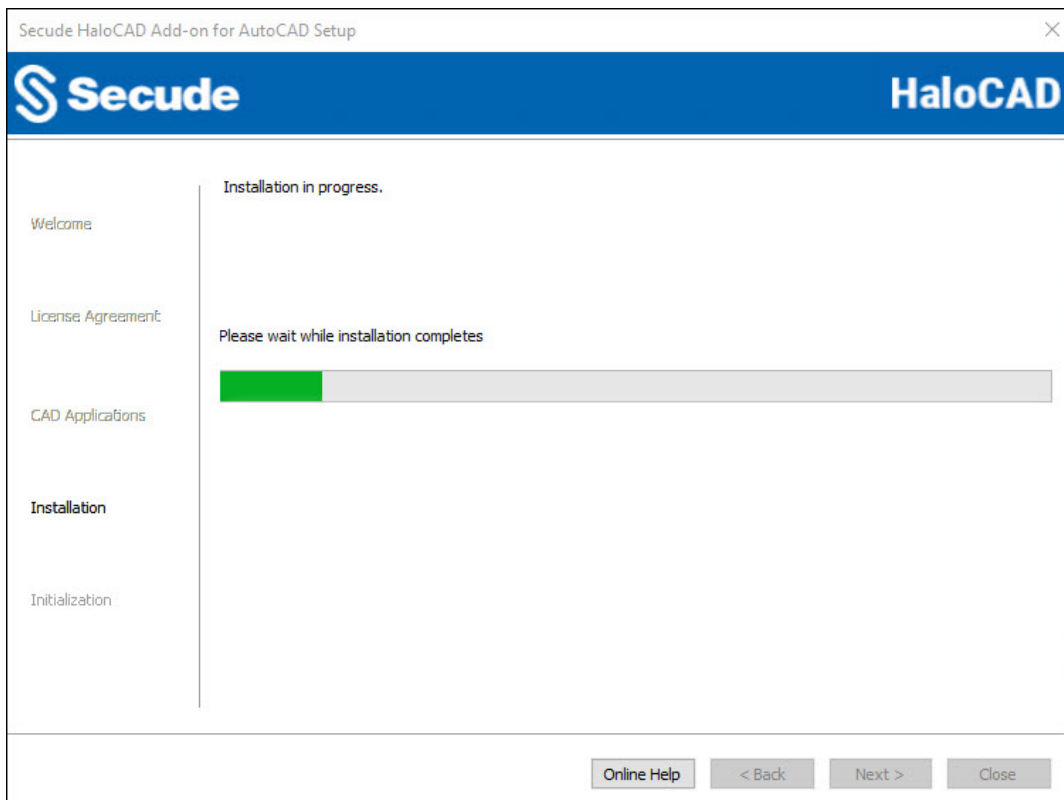 Secude HaloCAD Add-on for AutoCAD Setup
Secude
HaloCAD
Installation in progress.
Welcome
License Agreement
Please wait while installation completes
CAD Applications
Installation
Initialization
Online Help
< Back
Next >
Close